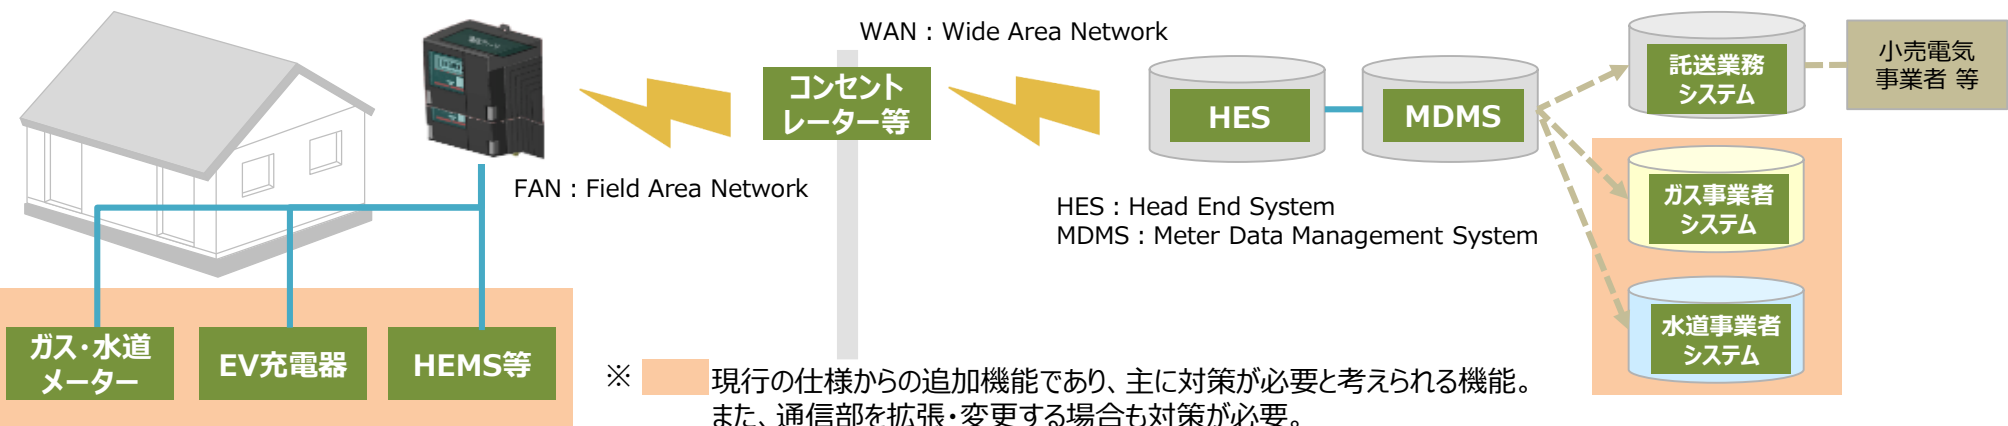 WAN：Wide Area Network
コンセント
レーター等
FAN：Field Area Network
HES
MDMS
HES：Head End System
MDMS：Meter Data Management System
託送業務
システム
小売電気
事業者 等
ガス事業者
システム
水道事業者
システム
ガス・水道
メーター
EV充電器
HEMS等
※ 現行の仕様からの追加機能であり、主に対策が必要と考えられる機能。
また、通信部を拡張・変更する場合も対策が必要。